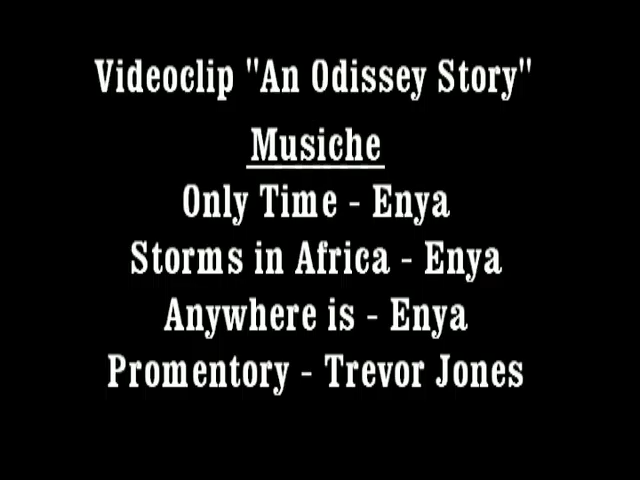 Videoclip "An Odissey Story"
Musiche
Only Time - Enya
Storms in Africa - Enya
Anywhere is - Enya
Promentory - Trevor Jones